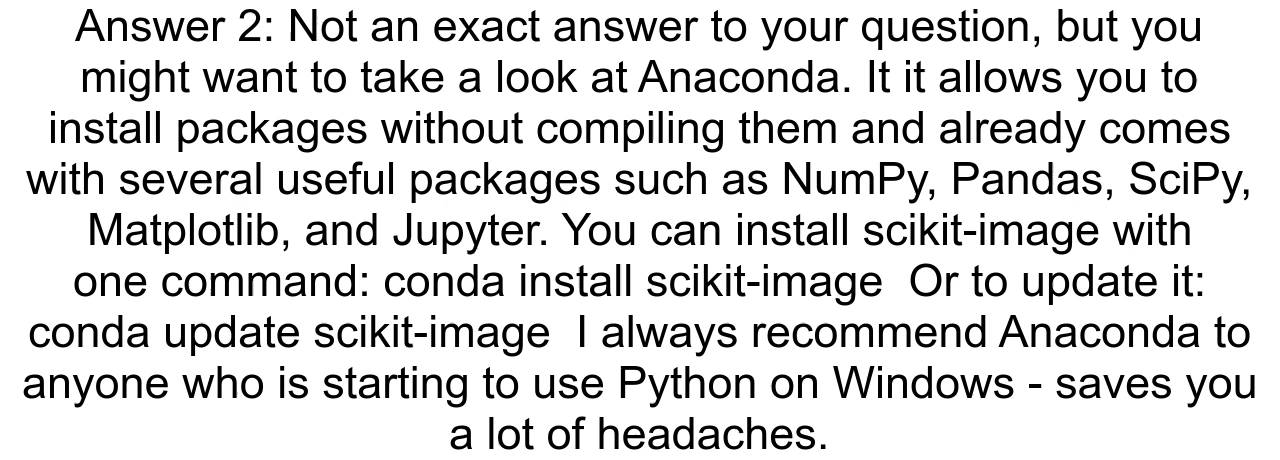 Answer 2: Not an exact answer to your question, but you
might want to take a look at Anaconda. It it allows you to
install packages without compiling them and already comes
with several useful packages such as NumPy, Pandas, SciPy,
Matplotlib, and Jupyter. You can install scikit-image with
one command: conda install scikit-image  Or to update it:
conda update scikit-image  I always recommend Anaconda to
anyone who is starting to use Python on Windows - saves you
a lot of headaches.